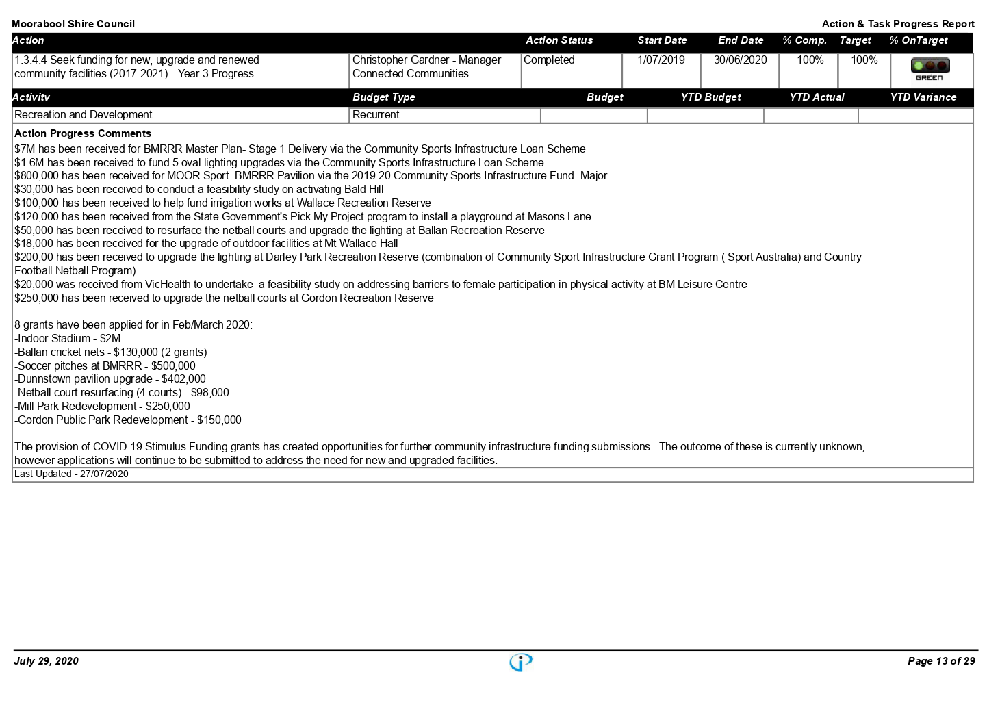 Moorabool Shire Council Action & Task Progress Report
Action Action Status Start Date End Date % Comp. Target % OnTarget
1.3.4.4 Seek funding for new, upgrade and renewed Christopher Gardner - Manager Completed 1/07/2019 30/06/2020 100% 100%
community facilities (2017-2021) - Year 3 Progress Connected Communities
GREEN
Activity Budget Type Budget YTD Budget YTD Actual YTD Variance
Recreation and Development Recurrent
Action Progress Comments
$7M has been received for BMRRR Master Plan- Stage 1 Delivery via the Community Sports Infrastructure Loan Scheme
$1.6M has been received to fund 5 oval lighting upgrades via the Community Sports Infrastructure Loan Scheme
$800,000 has been received for MOOR Sport- BMRRR Pavilion via the 2019-20 Community Sports Infrastructure Fund- Major
$30,000 has been received to conduct a feasibility study on activating Bald Hill
$100,000 has been received to help fund irrigation works at Wallace Recreation Reserve
$120,000 has been received from the State Government's Pick My Project program to install a playground at Masons Lane.
$50,000 has been received to resurface the netball courts and upgrade the lighting at Ballan Recreation Reserve
$18,000 has been received for the upgrade of outdoor facilities at Mt Wallace Hall
$200,00 has been received to upgrade the lighting at Darley Park Recreation Reserve (combination of Community Sport Infrastructure Grant Program ( Sport Australia) and Country
Football Netball Program)
$20,000 was received from VicHealth to undertake  a feasibility study on addressing barriers to female participation in physical activity at BM Leisure Centre
$250,000 has been received to upgrade the netball courts at Gordon Recreation Reserve
8 grants have been applied for in Feb/March 2020:
-Indoor Stadium - $2M
-Ballan cricket nets - $130,000 (2 grants)
-Soccer pitches at BMRRR - $500,000
-Dunnstown pavilion upgrade - $402,000
-Netball court resurfacing (4 courts) - $98,000
-Mill Park Redevelopment - $250,000
-Gordon Public Park Redevelopment - $150,000
The provision of COVID-19 Stimulus Funding grants has created opportunities for further community infrastructure funding submissions.  The outcome of these is currently unknown,
however applications will continue to be submitted to address the need for new and upgraded facilities.
Last Updated - 27/07/2020
July 29, 2020 Page 13 of 29